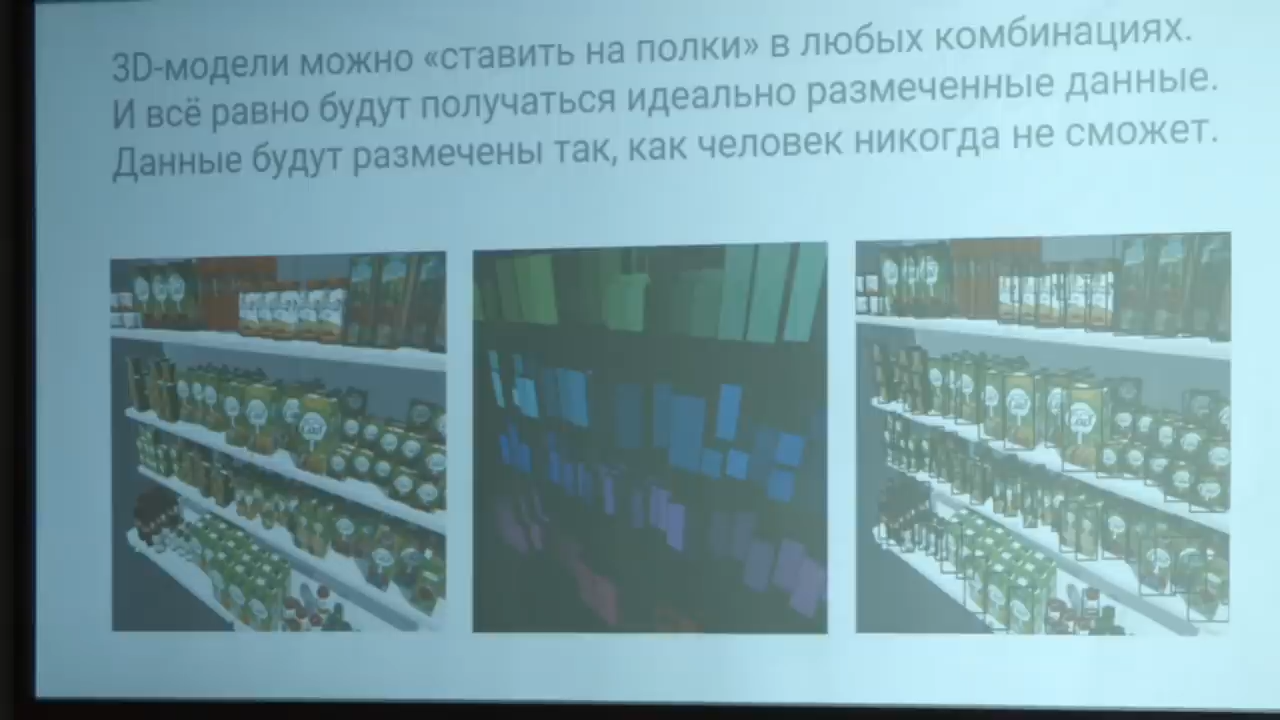 3D-модели можно «ставить на полки» в любых комбинациях.
И всё равно будут получаться идеально размеченные данные.
Данные будут размечены так, как человек никогда не сможет.